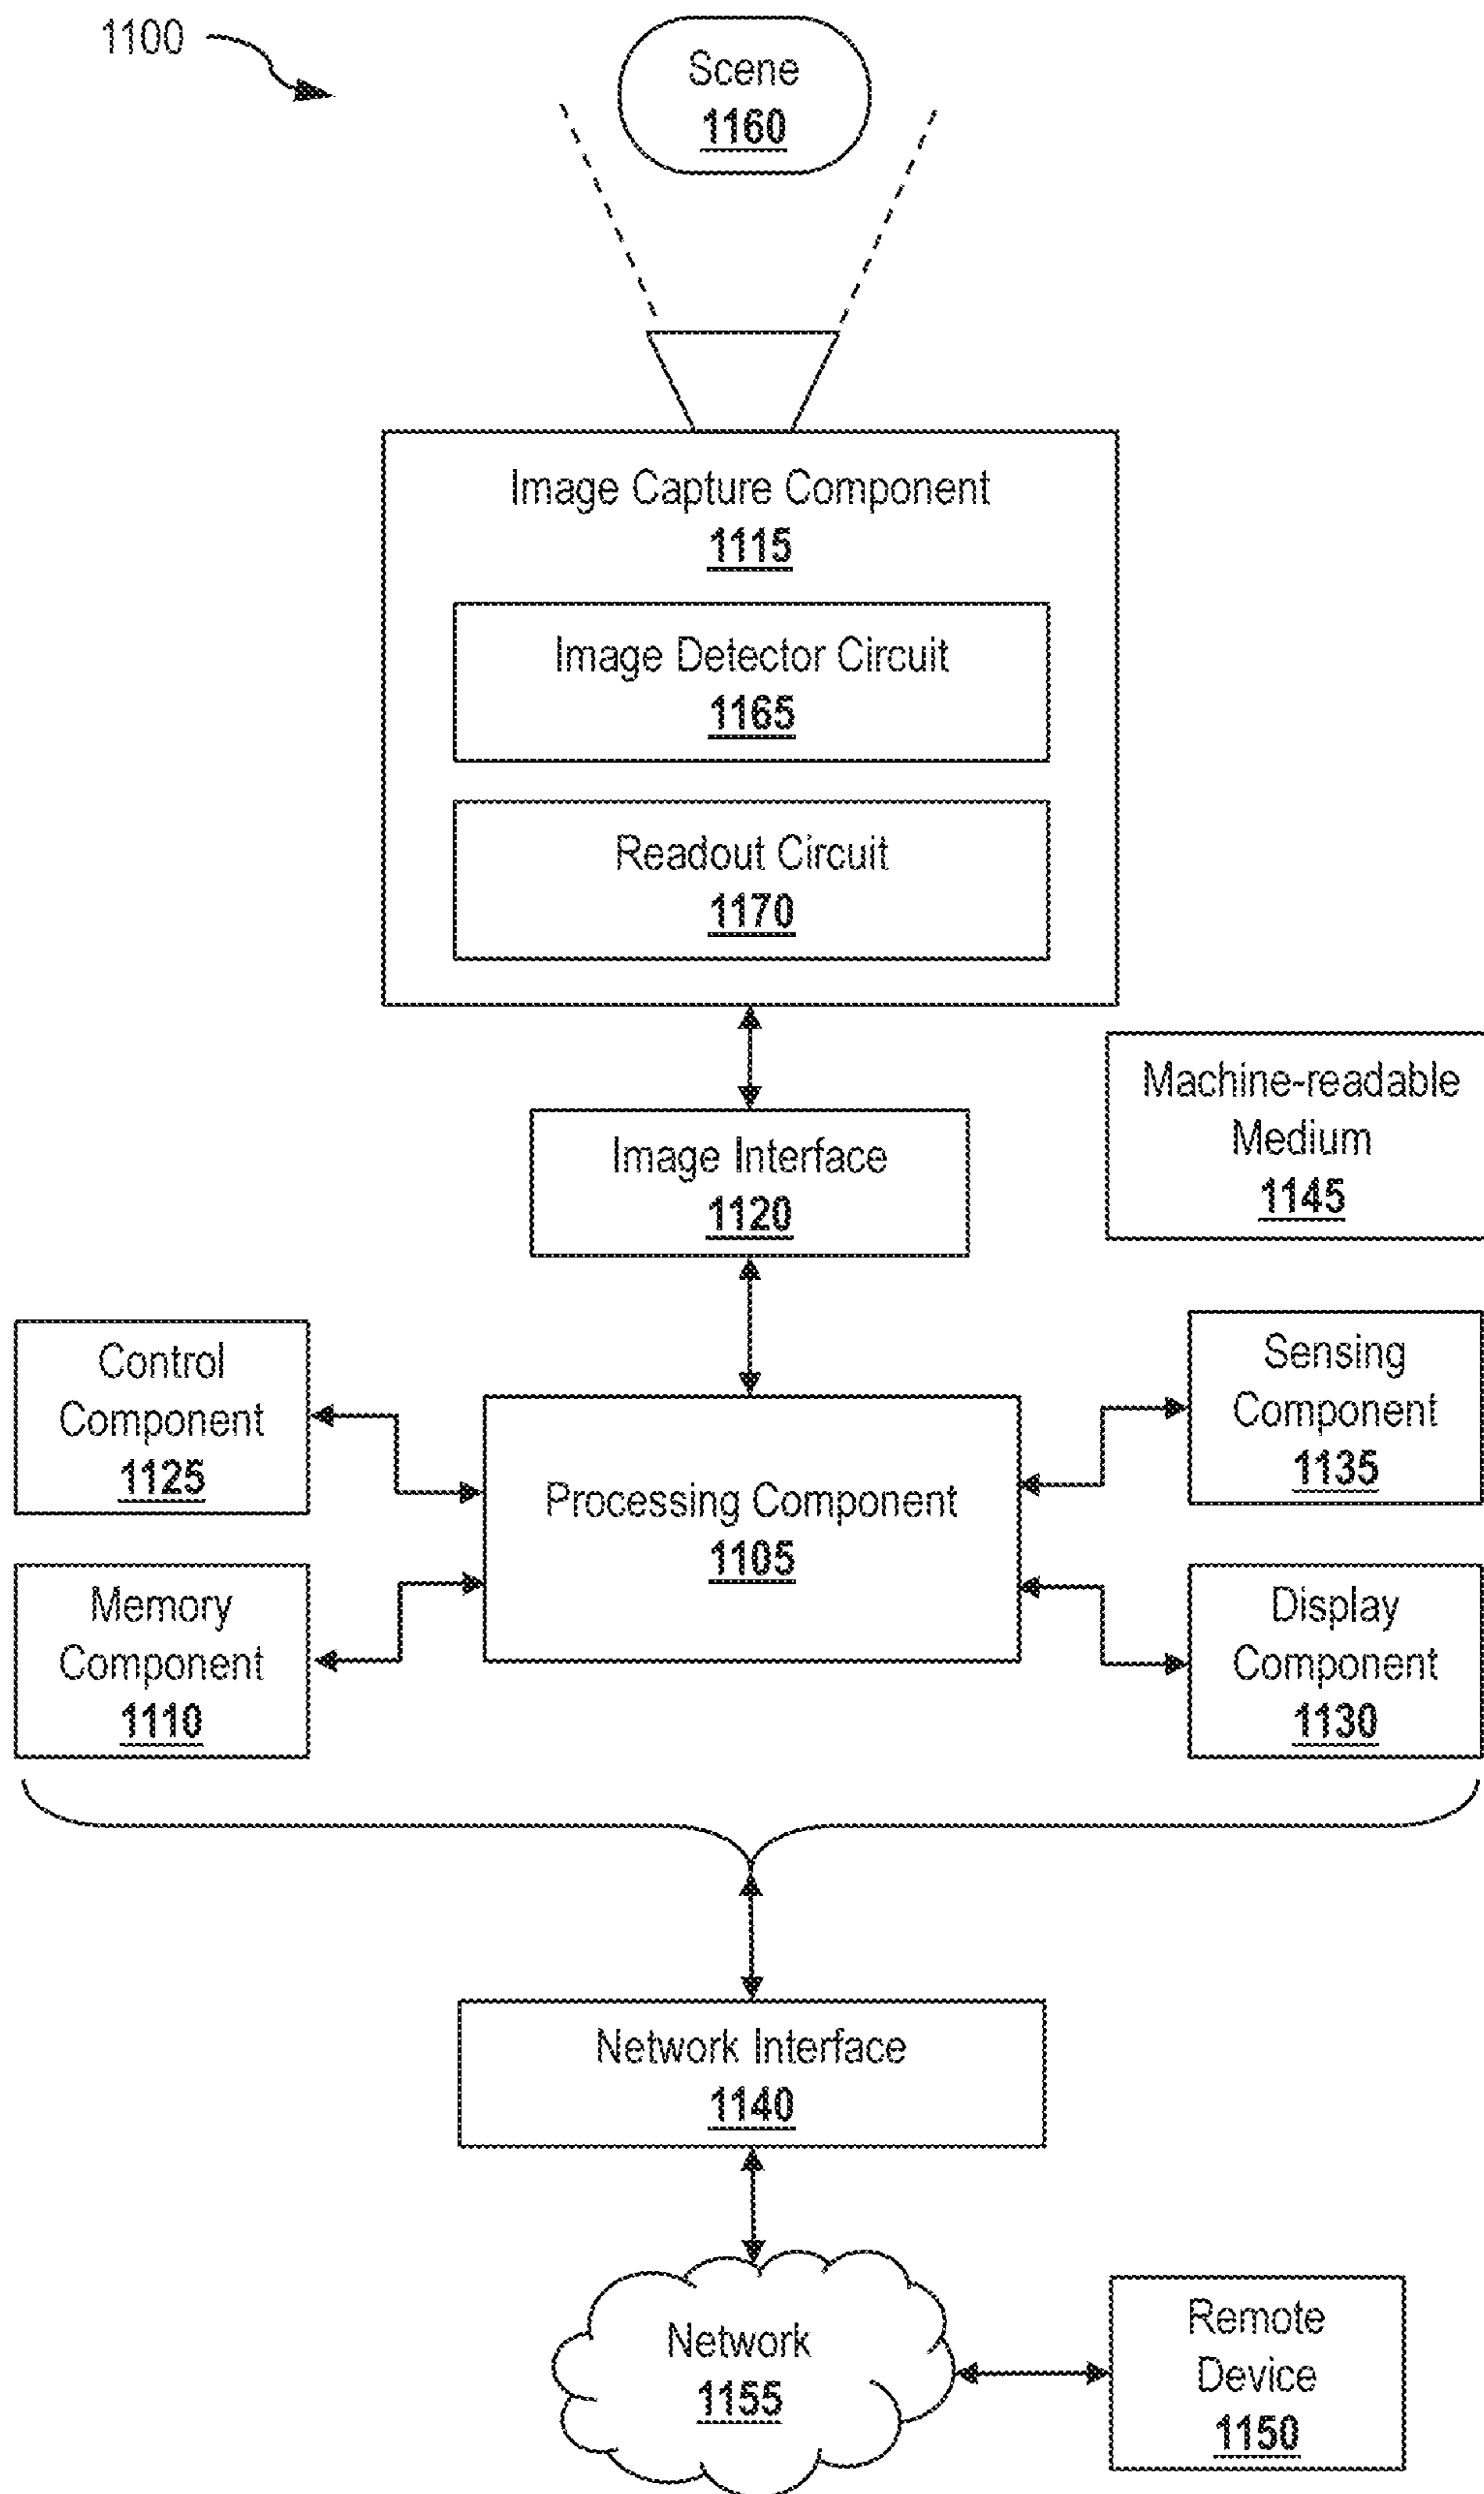 1100
Scene
1160
Image Capture Component
1115
Image Detector Circuit
1165
Readout Circuit
1170
Machine-readable
Medium
1145
Image Interface
1120
Control
Component
1125
Sensing
Component
1135
Processing Component
1105
Memory
Component
1110
Display
Component
1130
Network Interface
1140
Network
1155
Remote
Device
1150